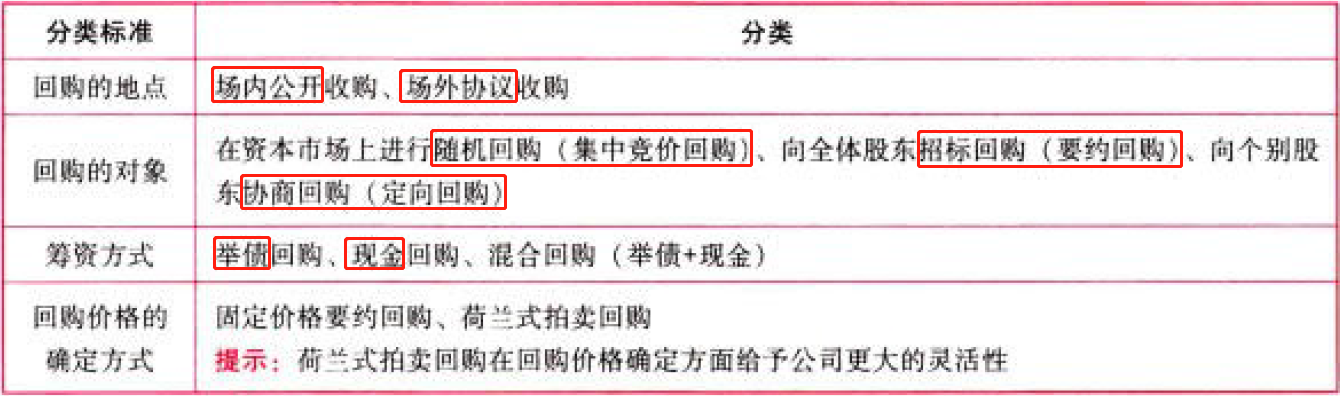 分类标准
分类
回购的地点
场内公开收购、场外协议收购
回购的对象
在资本市场上进行随机回购（集中竞价回购）、向全体股东招标回购（要约回购）、向个别股
东协商回购（定向回购）
筹资方式
举债回购、现金回购、混合回购（举债+现金）
回购价格的
确定方式
固定价格要约回购、荷兰式拍卖回购
提示：荷兰式拍卖回购在回购价格确定方面给予公司更大的灵活性